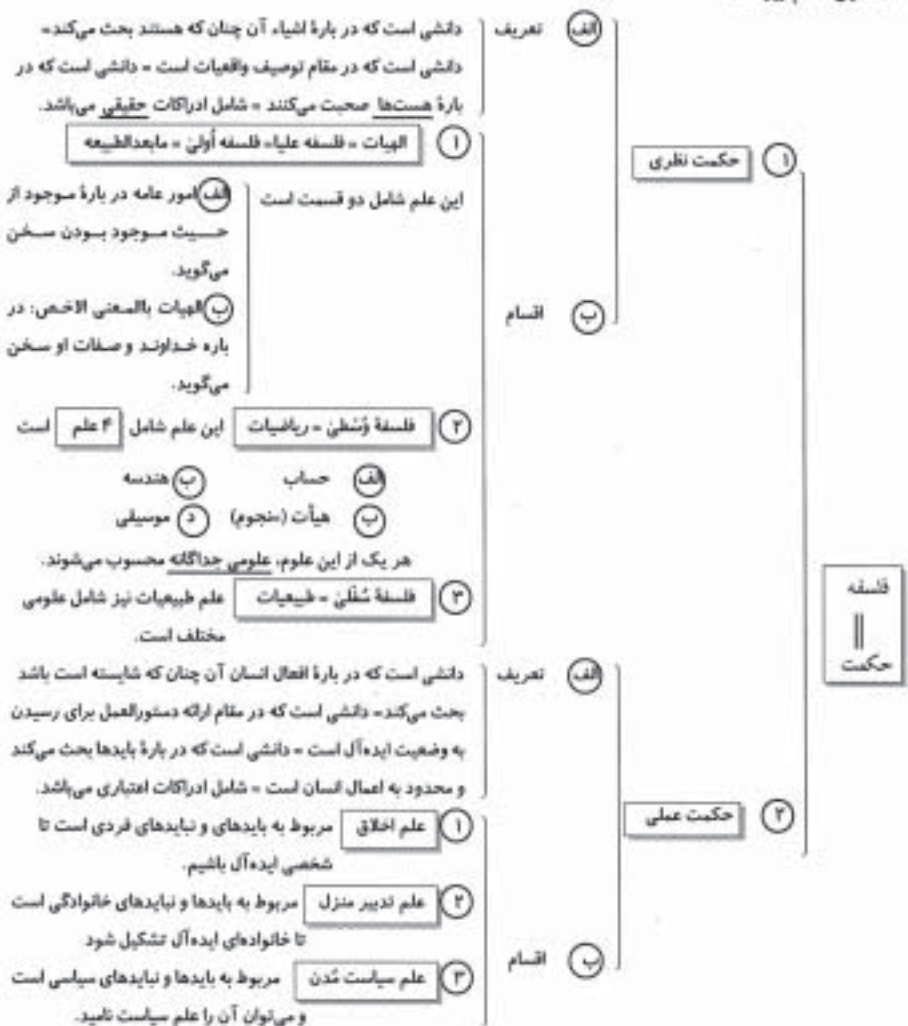 فلسفه
||
حکمت
۱ حکمت نظری
الف تعریف
دانشی است که در بارهٔ اشیاء آن چنان که هستند بحث می‌کند=
دانشی است که در مقام توصیف واقعیات است = دانشی است که در
بارهٔ هست‌ها صحبت می‌کنند = شامل ادراکات حقیقی می‌باشد.
ب اقسام
۱ الهیات = فلسفه علیا= فلسفه أولیٰ = مابعدالطبیعه
این علم شامل دو قسمت است
الف امور عامه در بارهٔ موجود از
حیث موجود بودن سخن
می‌گوید.
ب الهیات باالمعنی الاخص: در
باره خداوند و صفات او سخن
می‌گوید.
۲ فلسفهٔ وُسْطیٰ = ریاضیات این علم شامل ۴ علم است
الف حساب ب هندسه
ب هیأت (=نجوم) د موسیقی
هر یک از این علوم، علومی جداگانه محسوب می‌شوند.
۳ فلسفهٔ سُفْلیٰ = طبیعیات علم طبیعیات نیز شامل علومی
مختلف است.
۲ حکمت عملی
الف تعریف
دانشی است که در بارهٔ افعال انسان آن چنان که شایسته است باشد
بحث می‌کند= دانشی است که در مقام ارائه دستورالعمل برای رسیدن
به وضعیت ایده‌آل است = دانشی است که در بارهٔ بایدها بحث می‌کند
و محدود به اعمال انسان است = شامل ادراکات اعتباری می‌باشد.
ب اقسام
۱ علم اخلاق مربوط به بایدهای و نبایدهای فردی است تا
شخصی ایده‌آل باشیم.
۲ علم تدبیر منزل مربوط به بایدها و نبایدهای خانوادگی است
تا خانواده‌ای ایده‌آل تشکیل شود
۳ علم سیاست مُدُن مربوط به بایدها و نبایدهای سیاسی است
و می‌توان آن را علم سیاست نامید.